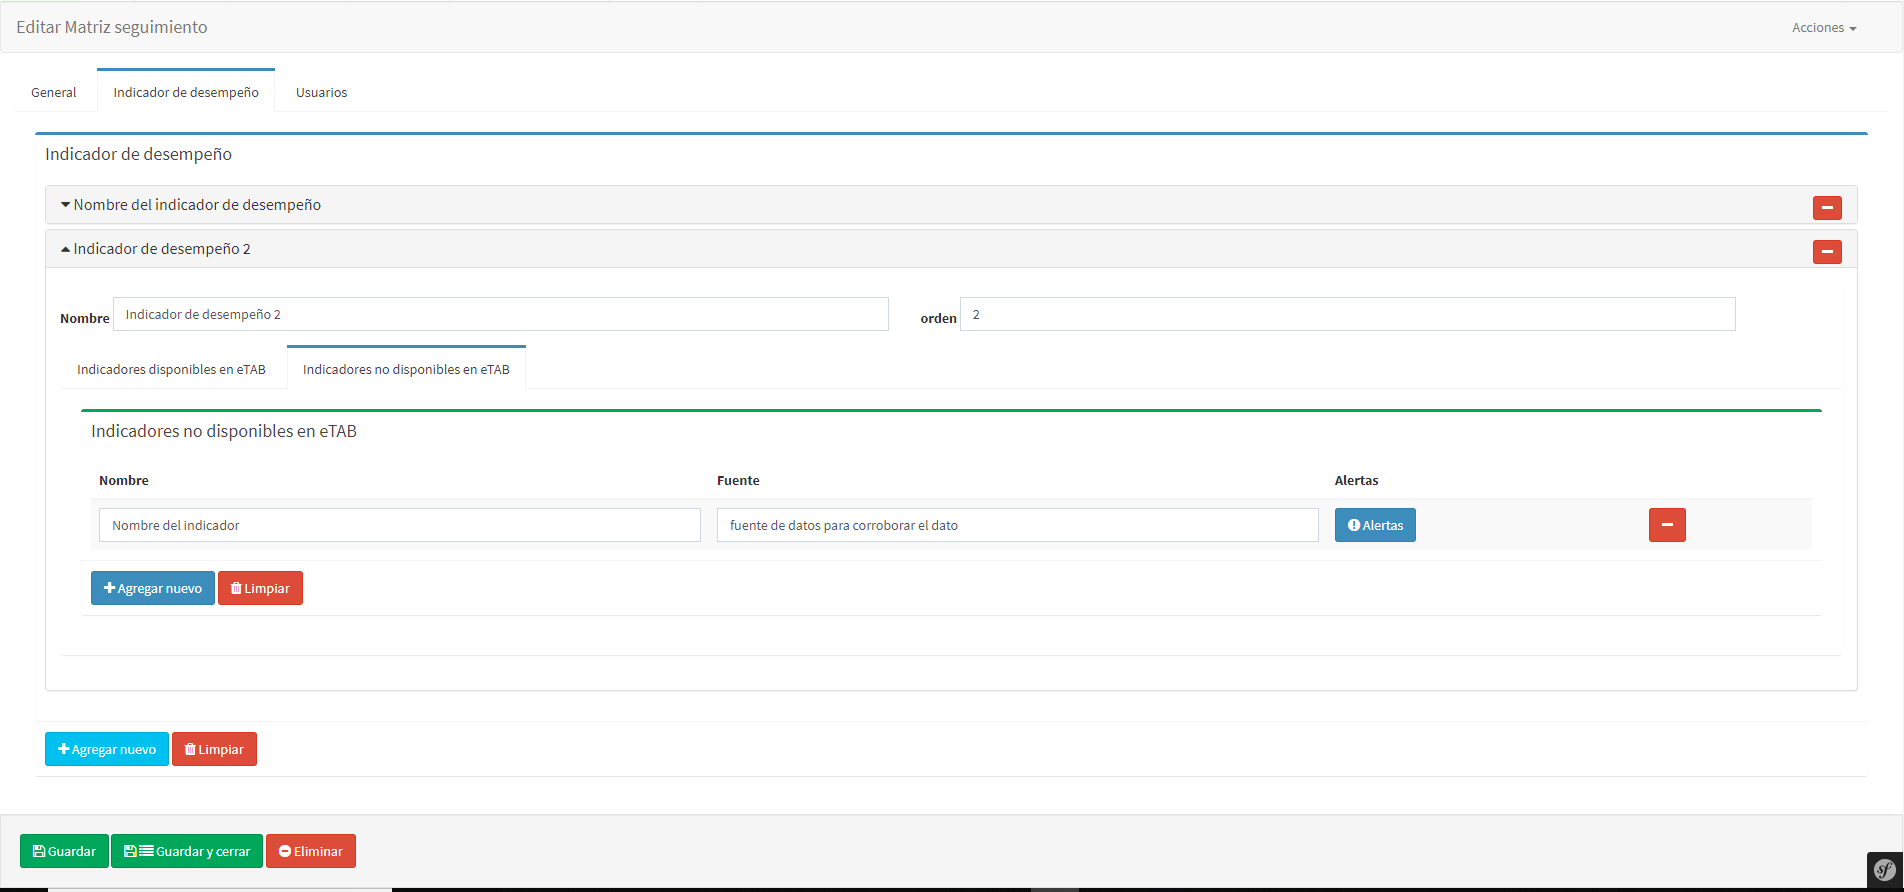 Editar Matriz seguimiento
Acciones
General
Indicador de desempeño
Usuarios
Indicador de desempeño
Nombre del indicador de desempeño
Indicador de desempeño 2
Nombre
Indicador de desempeño 2
orden
2
Indicadores disponibles en eTAB
Indicadores no disponibles en eTAB
Indicadores no disponibles en eTAB
Nombre
Fuente
Alertas
Nombre del indicador
fuente de datos para corroborar el dato
Alertas
Agregar nuevo
Limpiar
Agregar nuevo
Limpiar
Guardar
Guardar y cerrar
Eliminar
sf